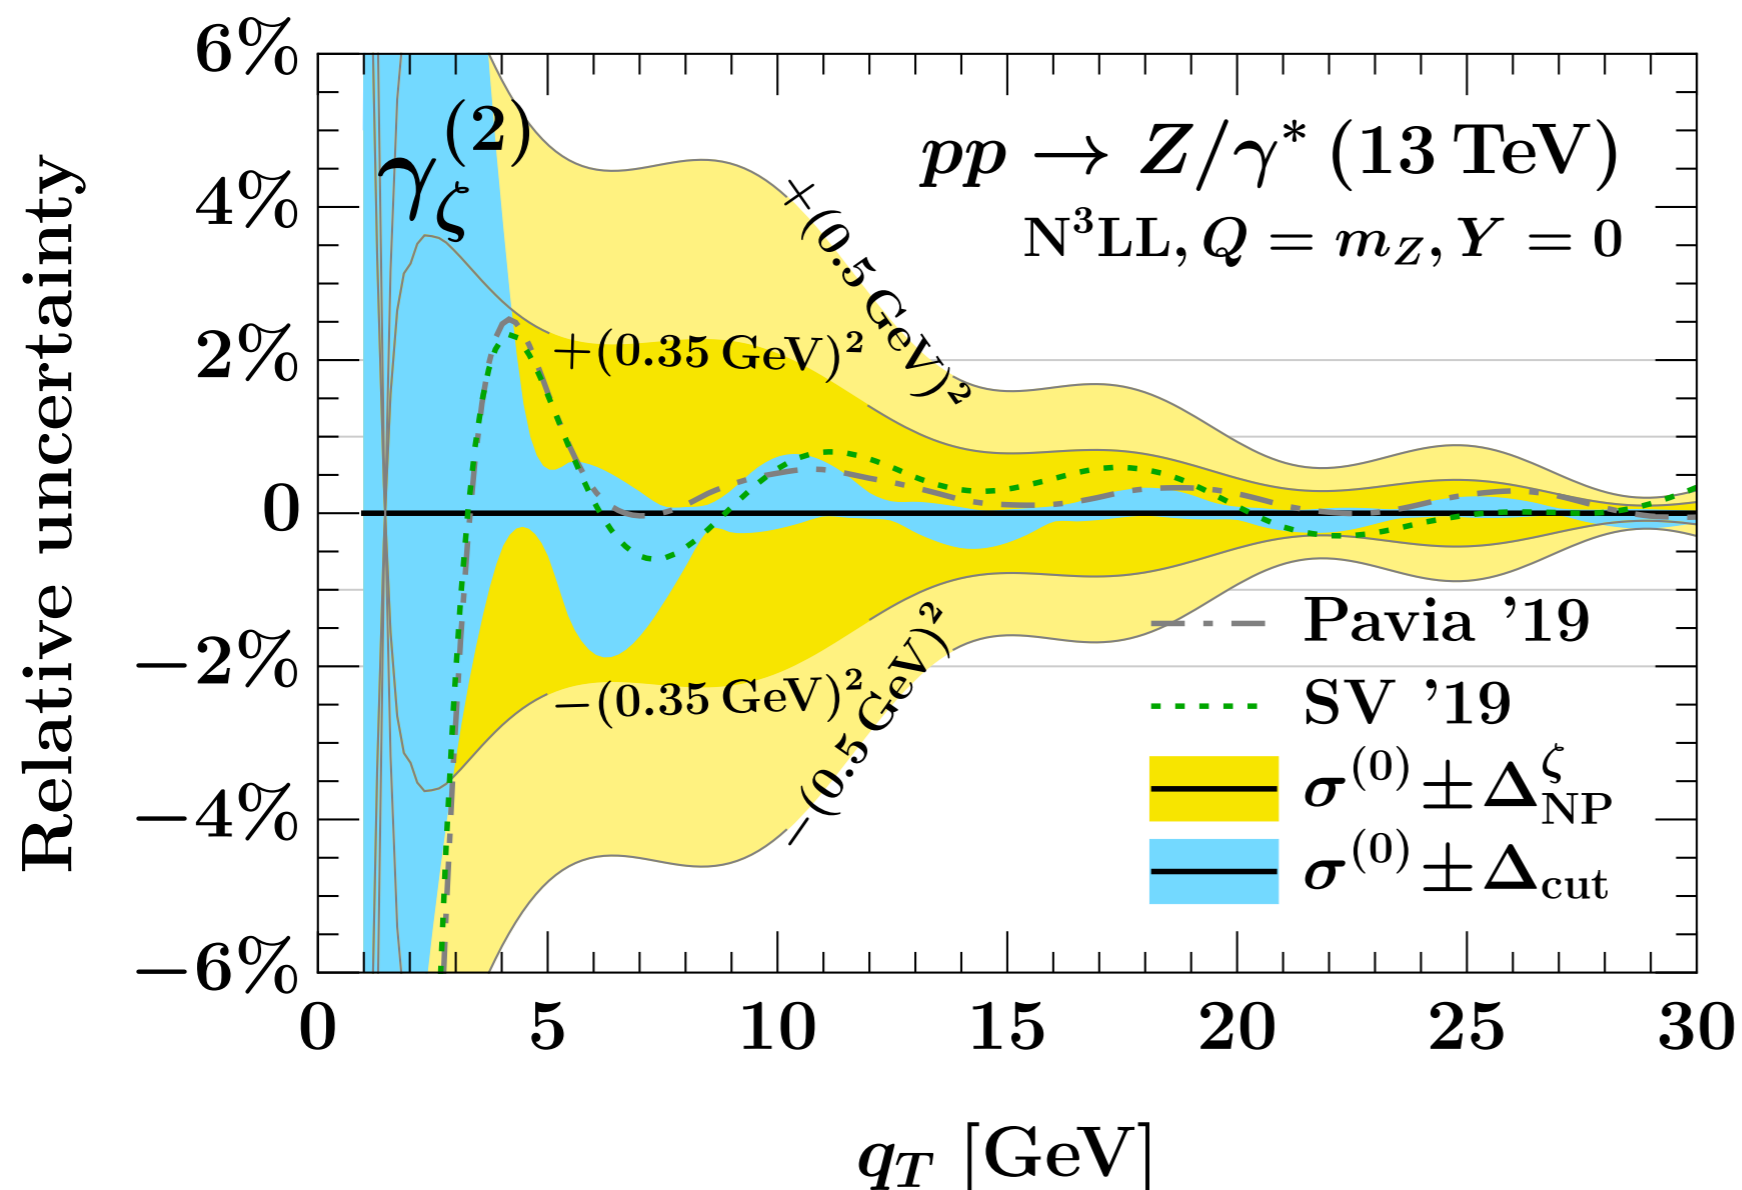 Relative uncertainty
6%
4%
2%
0
−2%
−4%
−6%
γ_ζ^(2)
pp → Z/γ* (13 TeV)
N³LL, Q = m_Z, Y = 0
+(0.5 GeV)²
+(0.35 GeV)²
−(0.35 GeV)²
−(0.5 GeV)²
Pavia ’19
SV ’19
σ^(0) ± Δ_NP^ζ
σ^(0) ± Δ_cut
0 5 10 15 20 25 30
q_T [GeV]